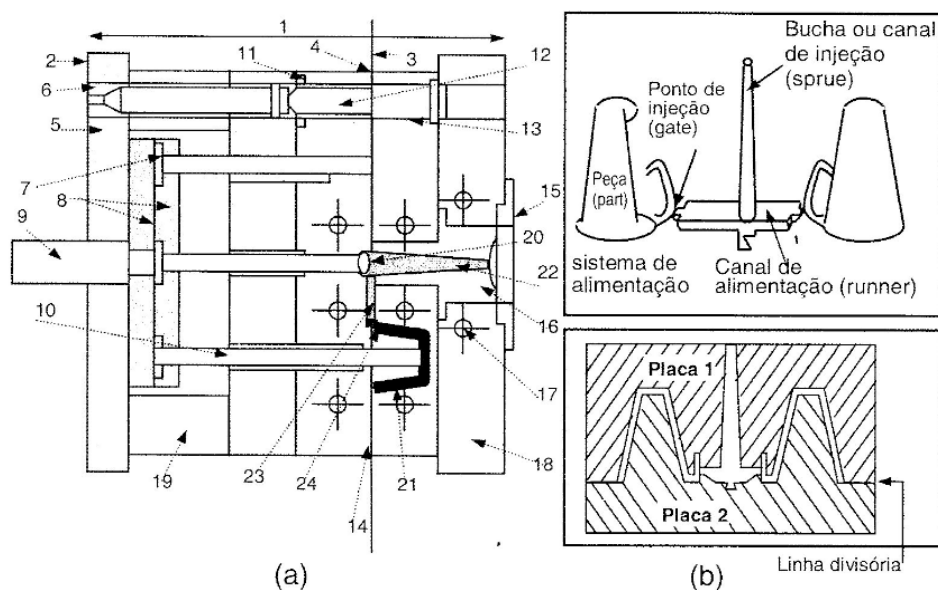 1
2
4
3
11
12
6
5
13
7
8
15
9
20
22
10
16
17
23
19
24
21
18
14
(a)
Bucha ou canal
de injeção
(sprue)
Ponto de
injeção
(gate)
Peça
(part)
1
sistema de
alimentação
Canal de
alimentação (runner)
Placa 1
Placa 2
Linha divisória
(b)